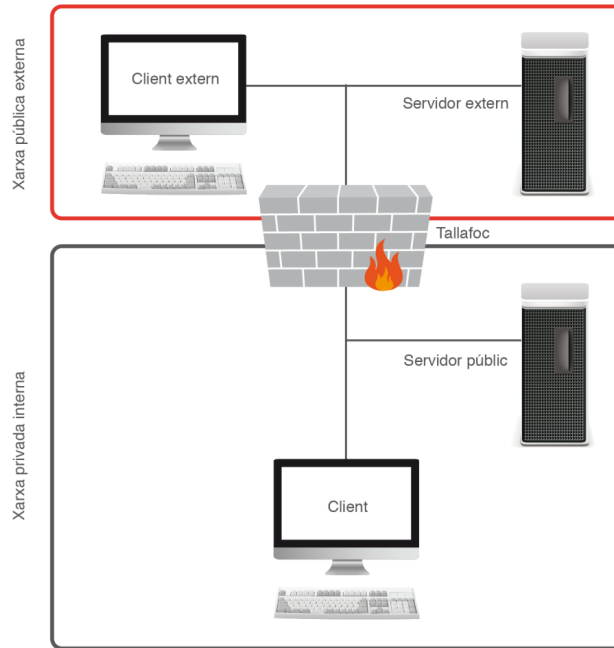 Xarxa pública externa
Client extern
Servidor extern
Tallafoc
Xarxa privada interna
Servidor públic
Client